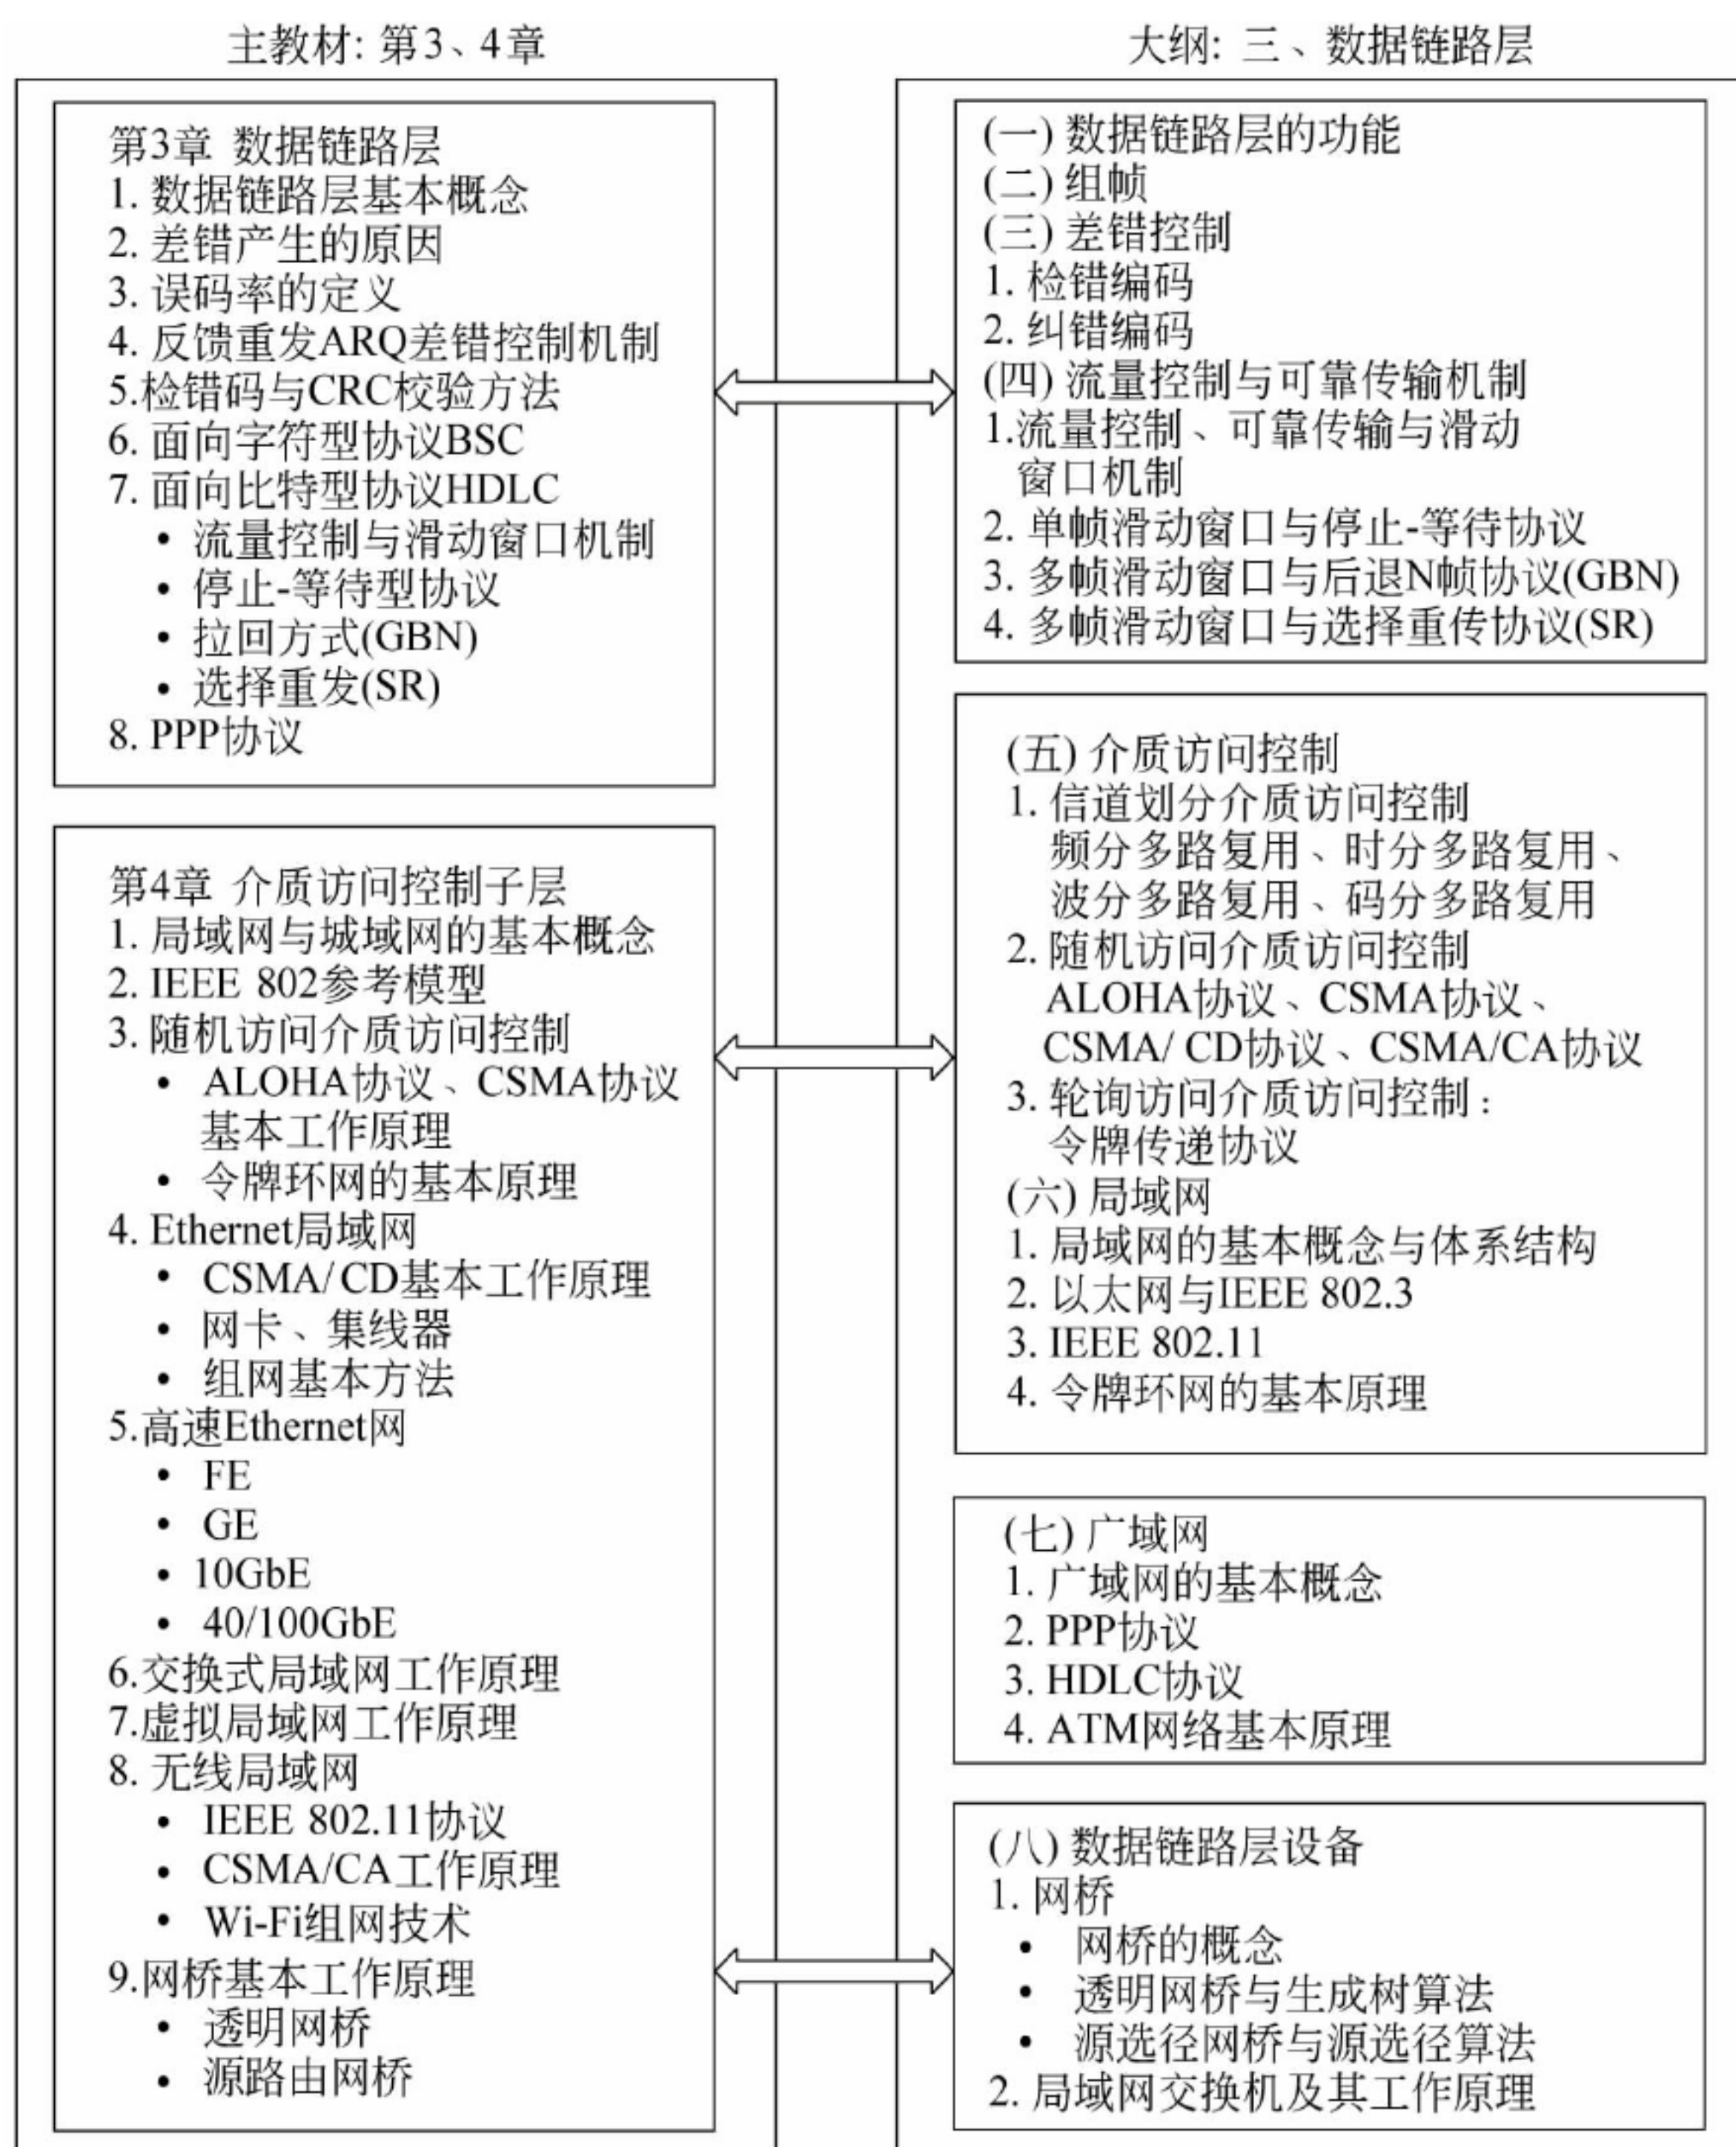 主教材: 第3、4章
第3章 数据链路层
1. 数据链路层基本概念
2. 差错产生的原因
3. 误码率的定义
4. 反馈重发ARQ差错控制机制
5.检错码与CRC校验方法
6. 面向字符型协议BSC
7. 面向比特型协议HDLC
• 流量控制与滑动窗口机制
• 停止-等待型协议
• 拉回方式(GBN)
• 选择重发(SR)
8. PPP协议
第4章 介质访问控制子层
1. 局域网与城域网的基本概念
2. IEEE 802参考模型
3. 随机访问介质访问控制
• ALOHA协议、CSMA协议
基本工作原理
• 令牌环网的基本原理
4. Ethernet局域网
• CSMA/ CD基本工作原理
• 网卡、集线器
• 组网基本方法
5.高速Ethernet网
• FE
• GE
• 10GbE
• 40/100GbE
6.交换式局域网工作原理
7.虚拟局域网工作原理
8. 无线局域网
• IEEE 802.11协议
• CSMA/CA工作原理
• Wi-Fi组网技术
9.网桥基本工作原理
• 透明网桥
• 源路由网桥
大纲: 三、数据链路层
(一) 数据链路层的功能
(二) 组帧
(三) 差错控制
1. 检错编码
2. 纠错编码
(四) 流量控制与可靠传输机制
1.流量控制、可靠传输与滑动
窗口机制
2. 单帧滑动窗口与停止-等待协议
3. 多帧滑动窗口与后退N帧协议(GBN)
4. 多帧滑动窗口与选择重传协议(SR)
(五) 介质访问控制
1. 信道划分介质访问控制
频分多路复用、时分多路复用、
波分多路复用、码分多路复用
2. 随机访问介质访问控制
ALOHA协议、CSMA协议、
CSMA/ CD协议、CSMA/CA协议
3. 轮询访问介质访问控制：
令牌传递协议
(六) 局域网
1. 局域网的基本概念与体系结构
2. 以太网与IEEE 802.3
3. IEEE 802.11
4. 令牌环网的基本原理
(七) 广域网
1. 广域网的基本概念
2. PPP协议
3. HDLC协议
4. ATM网络基本原理
(八) 数据链路层设备
1. 网桥
• 网桥的概念
• 透明网桥与生成树算法
• 源选径网桥与源选径算法
2. 局域网交换机及其工作原理